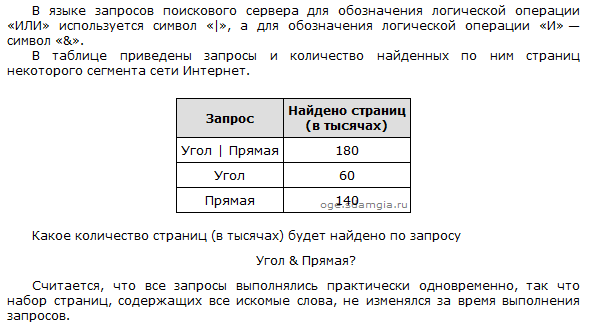 В языке запросов поискового сервера для обозначения логической операции
«ИЛИ» используется символ «|», а для обозначения логической операции «И» —
символ «&».
В таблице приведены запросы и количество найденных по ним страниц
некоторого сегмента сети Интернет.
Запрос Найдено страниц
(в тысячах)
Угол | Прямая 180
Угол 60
Прямая 140
oge.sdamgia.ru
Какое количество страниц (в тысячах) будет найдено по запросу
Угол & Прямая?
Считается, что все запросы выполнялись практически одновременно, так что
набор страниц, содержащих все искомые слова, не изменялся за время выполнения
запросов.